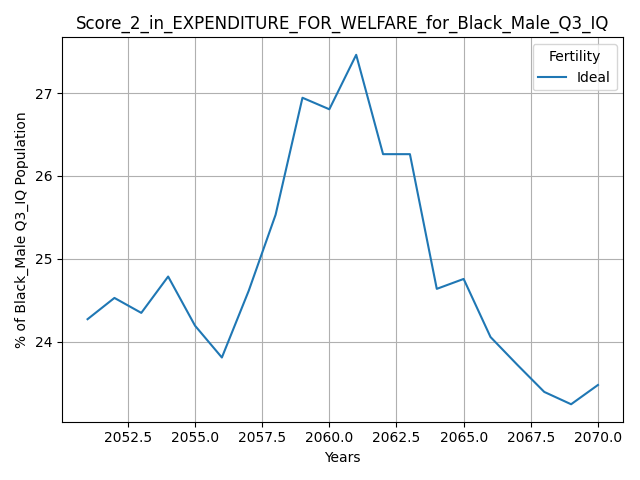 Score_2_in_EXPENDITURE_FOR_WELFARE_for_Black_Male_Q3_IQ
Fertility
Ideal
% of Black_Male Q3_IQ Population
27
26
25
24
2052.5 2055.0 2057.5 2060.0 2062.5 2065.0 2067.5 2070.0
Years